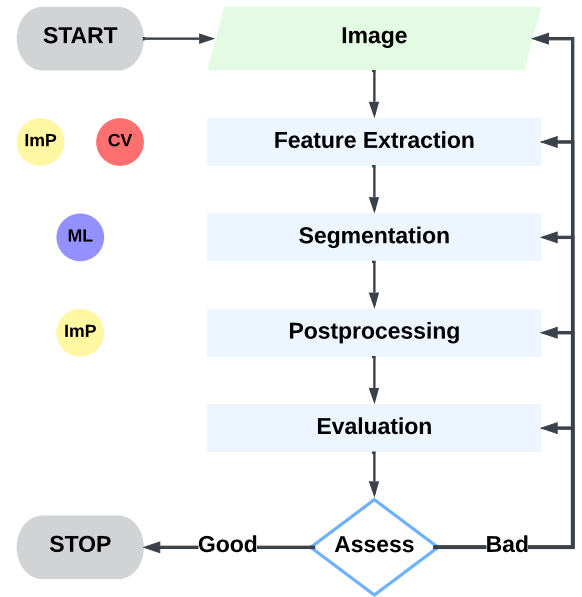 START
Image
ImP
CV
Feature Extraction
ML
Segmentation
ImP
Postprocessing
Evaluation
STOP
Good
Assess
Bad